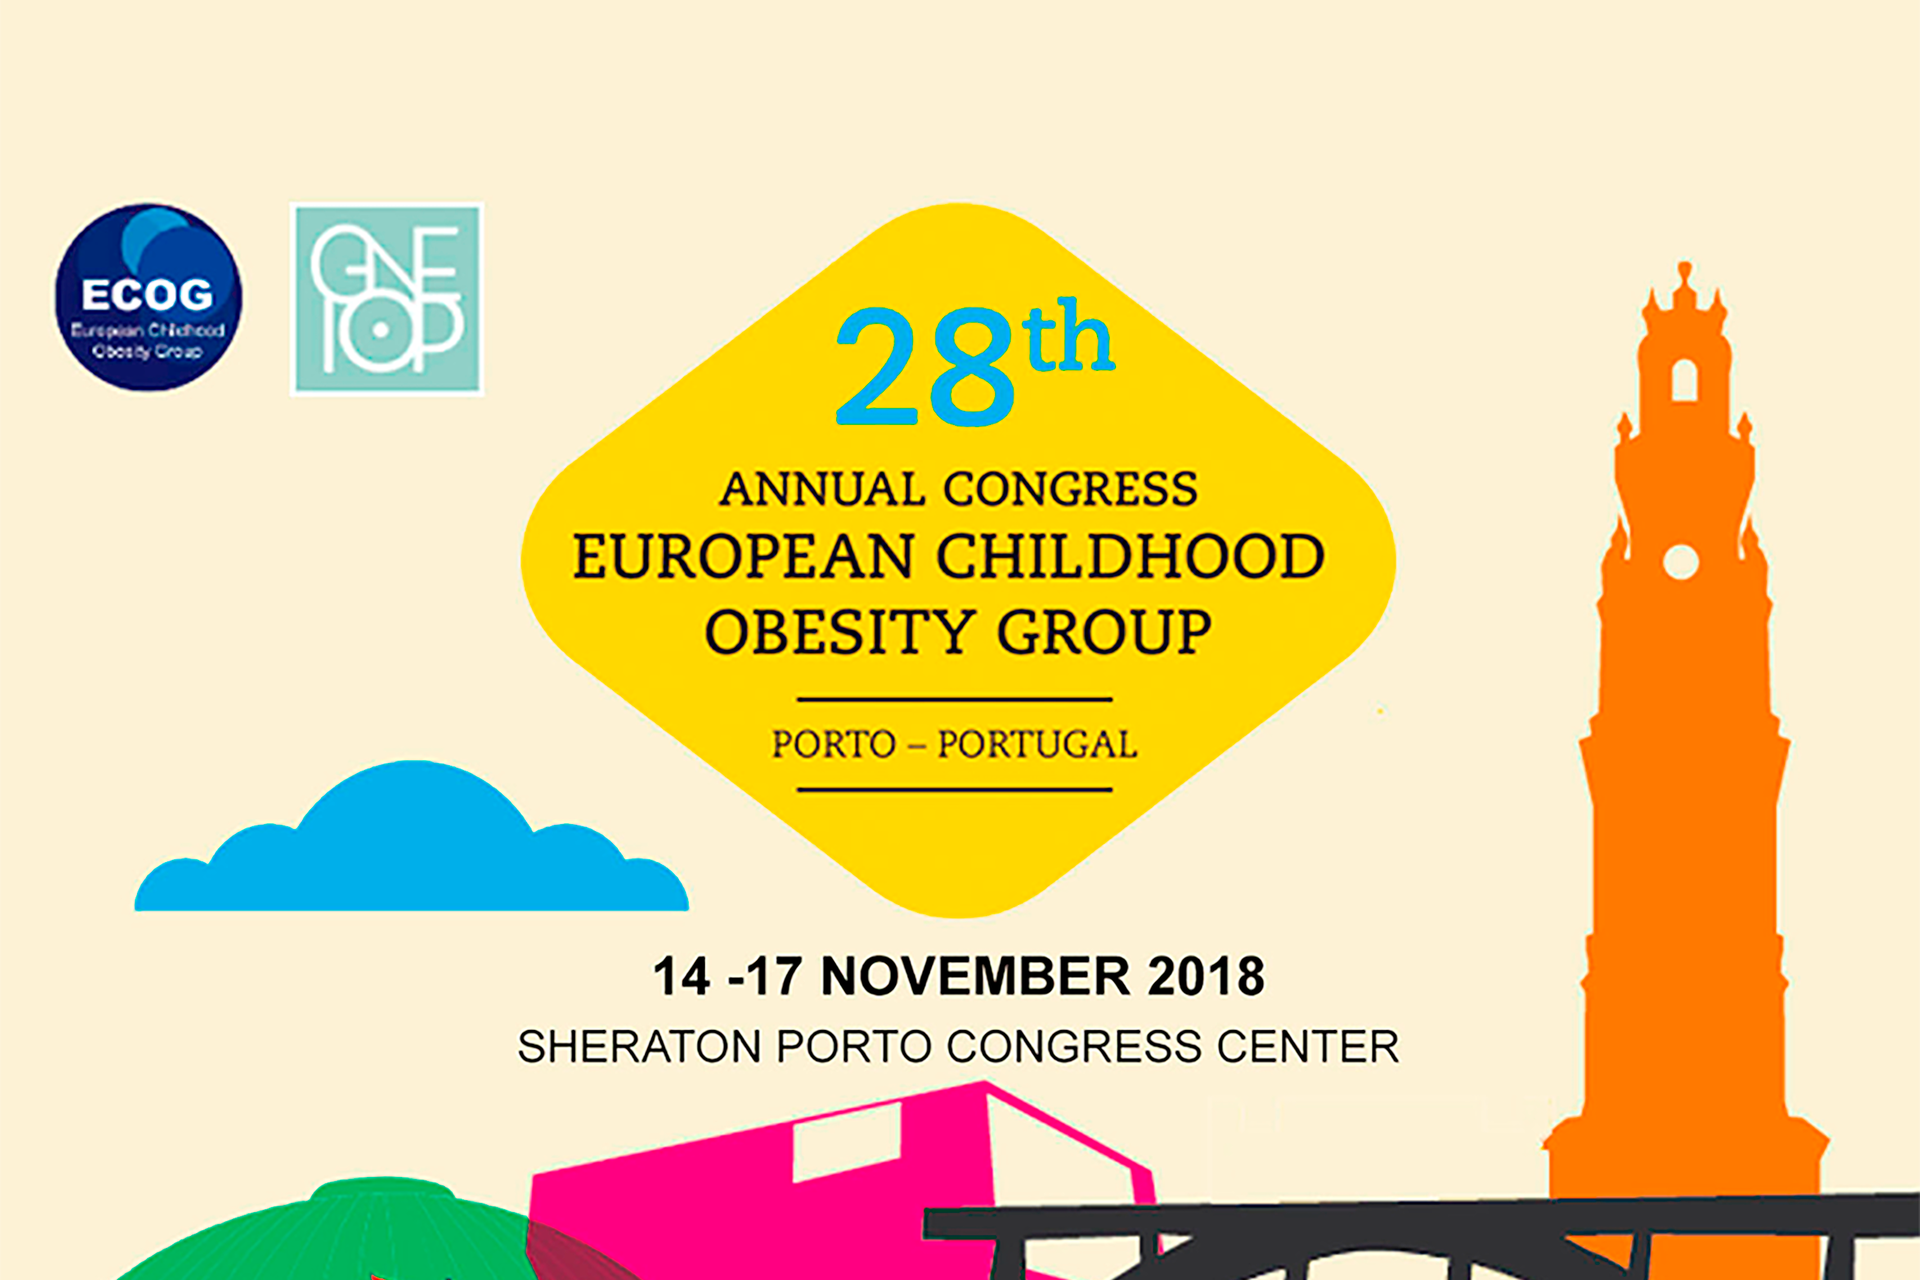 ECOG
European Childhood
Obesity Group
28th
ANNUAL CONGRESS
EUROPEAN CHILDHOOD
OBESITY GROUP
PORTO – PORTUGAL
14 -17 NOVEMBER 2018
SHERATON PORTO CONGRESS CENTER